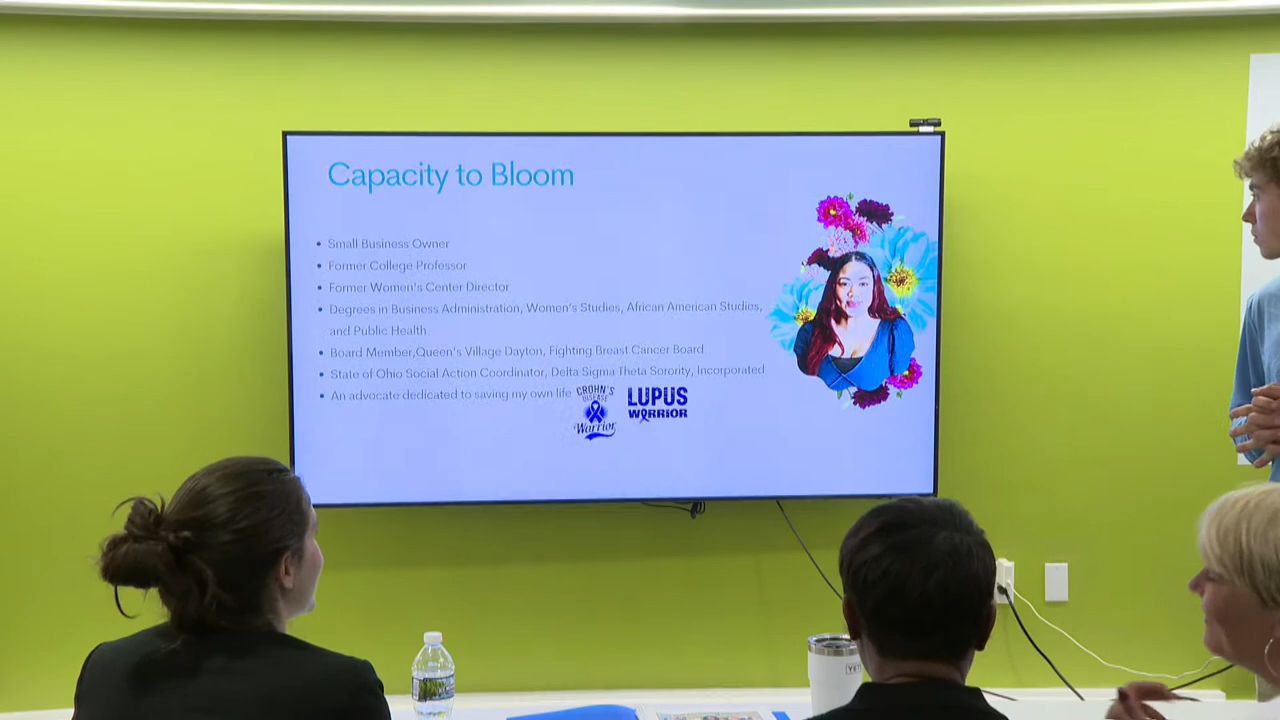 Capacity to Bloom
Small Business Owner
Former College Professor
Former Women's Center Director
Degrees in Business Administration, Women's Studies, African American Studies,
and Public Health.
Board Member,Queen's Village Dayton, Fighting Breast Cancer Board
State of Ohio Social Action Coordinator, Delta Sigma Theta Sorority, Incorporated
An advocate dedicated to saving my own life
CROHN'S
DISEASE
Warrior
LUPUS
WARRIOR
YETI